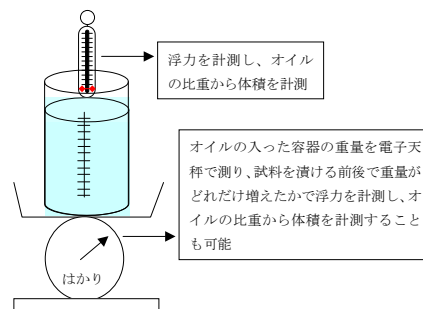 浮力を計測し、オイル
の比重から体積を計測
オイルの入った容器の重量を電子天
秤で測り、試料を漬ける前後で重量が
どれだけ増えたかで浮力を計測し、オ
イルの比重から体積を計測すること
も可能
はかり